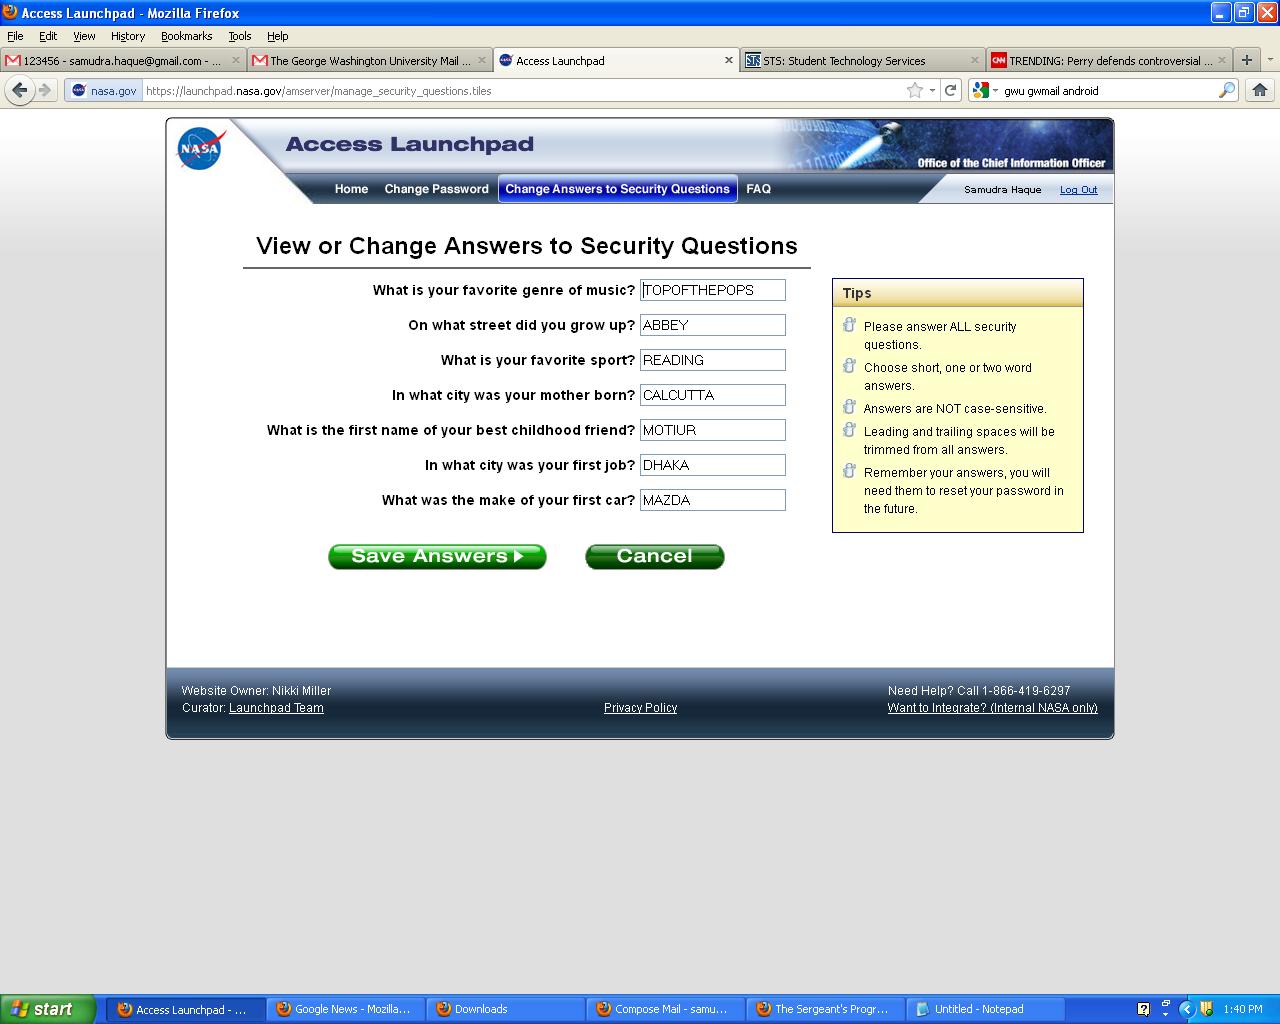 Access Launchpad - Mozilla Firefox
File Edit View History Bookmarks Tools Help
123456 - samudra.haque@gmail.com - ... The George Washington University Mail ... Access Launchpad STS: Student Technology Services TRENDING: Perry defends controversial ...
nasa.gov https://launchpad.nasa.gov/amserver/manage_security_questions.tiles gwu gwmail android
NASA Access Launchpad
Office of the Chief Information Officer
Home Change Password Change Answers to Security Questions FAQ Samudra Haque Log Out
View or Change Answers to Security Questions
What is your favorite genre of music? TOPOFTHEPOPS
On what street did you grow up? ABBEY
What is your favorite sport? READING
In what city was your mother born? CALCUTTA
What is the first name of your best childhood friend? MOTIUR
In what city was your first job? DHAKA
What was the make of your first car? MAZDA
Save Answers Cancel
Tips
Please answer ALL security
questions.
Choose short, one or two word
answers.
Answers are NOT case-sensitive.
Leading and trailing spaces will be
trimmed from all answers.
Remember your answers, you will
need them to reset your password in
the future.
Website Owner: Nikki Miller
Curator: Launchpad Team
Privacy Policy
Need Help? Call 1-866-419-6297
Want to Integrate? (Internal NASA only)
start Access Launchpad - ... Google News - Mozilla... Downloads Compose Mail - samu... The Sergeant's Progr... Untitled - Notepad 1:40 PM